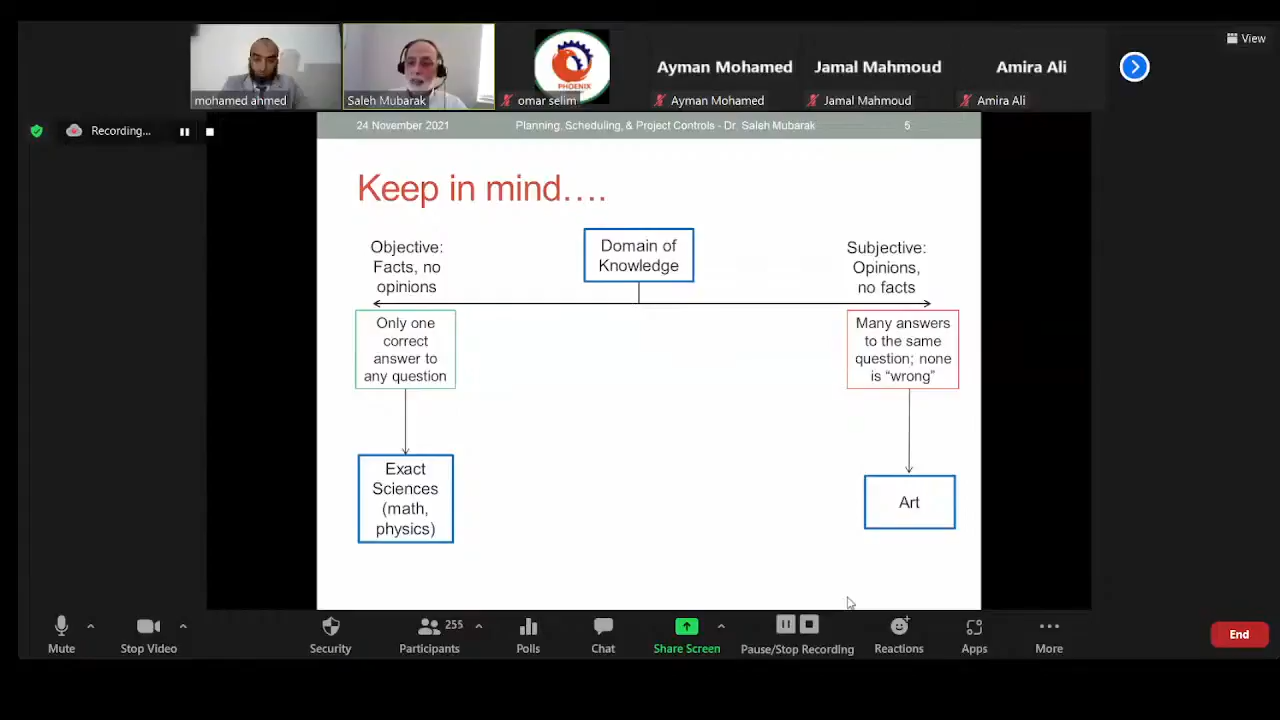 View
PHOENIX
Ayman Mohamed
Jamal Mahmoud
Amira Ali
mohamed ahmed
Saleh Mubarak
omar selim
Ayman Mohamed
Jamal Mahmoud
Amira Ali
Recording...
24 November 2021
Planning, Scheduling, & Project Controls - Dr. Saleh Mubarak
5
Keep in mind….
Objective:
Facts, no
opinions
Domain of
Knowledge
Subjective:
Opinions,
no facts
Only one
correct
answer to
any question
Many answers
to the same
question; none
is “wrong”
Exact
Sciences
(math,
physics)
Art
Mute
Stop Video
Security
255
Participants
Polls
Chat
Share Screen
Pause/Stop Recording
Reactions
Apps
More
End